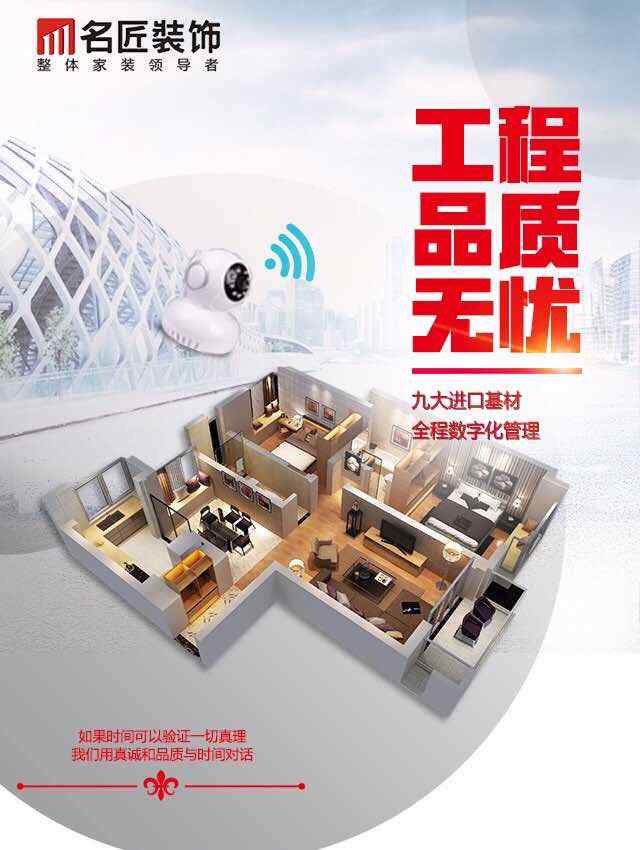 名匠装饰
整体家装领导者
工程
品质
无忧
九大进口基材
全程数字化管理
如果时间可以验证一切真理
我们用真诚和品质与时间对话